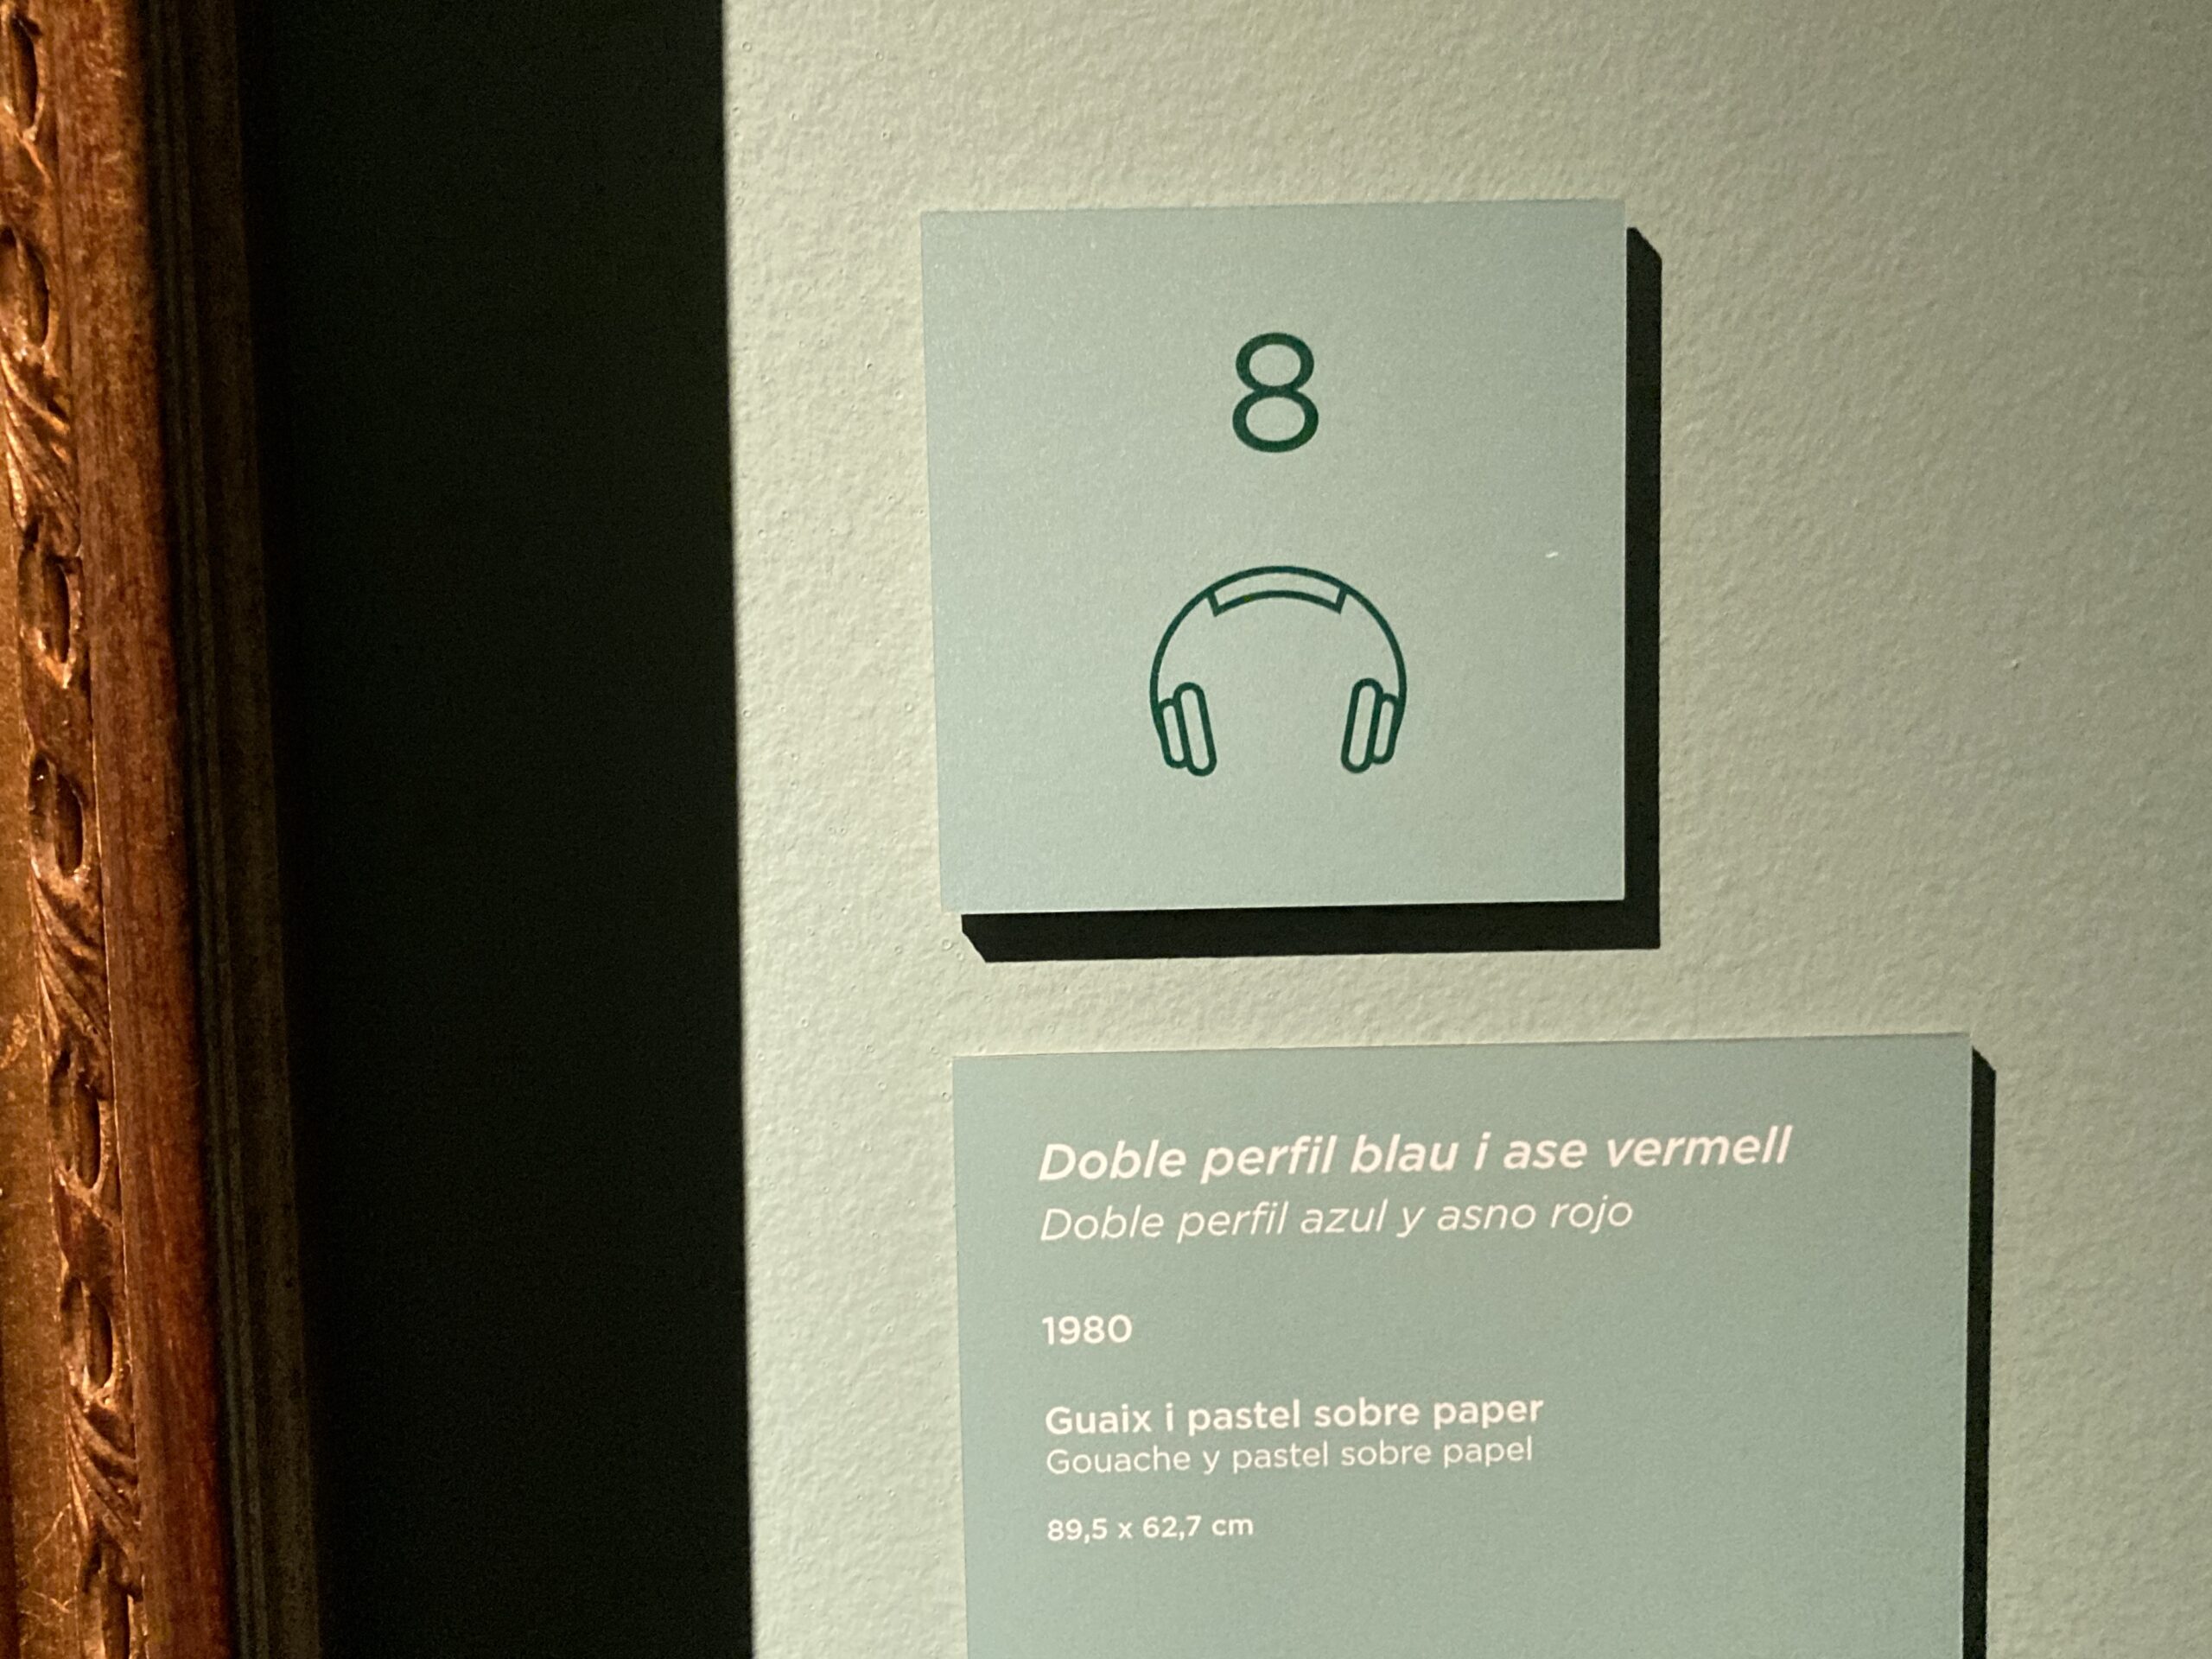 8
Doble perfil blau i ase vermell
Doble perfil azul y asno rojo
1980
Guaix i pastel sobre paper
Gouache y pastel sobre papel
89,5 x 62,7 cm